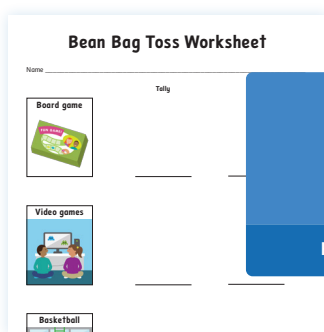 Bean Bag Toss Worksheet
Name
Tally
Board game
Video games
Basketball